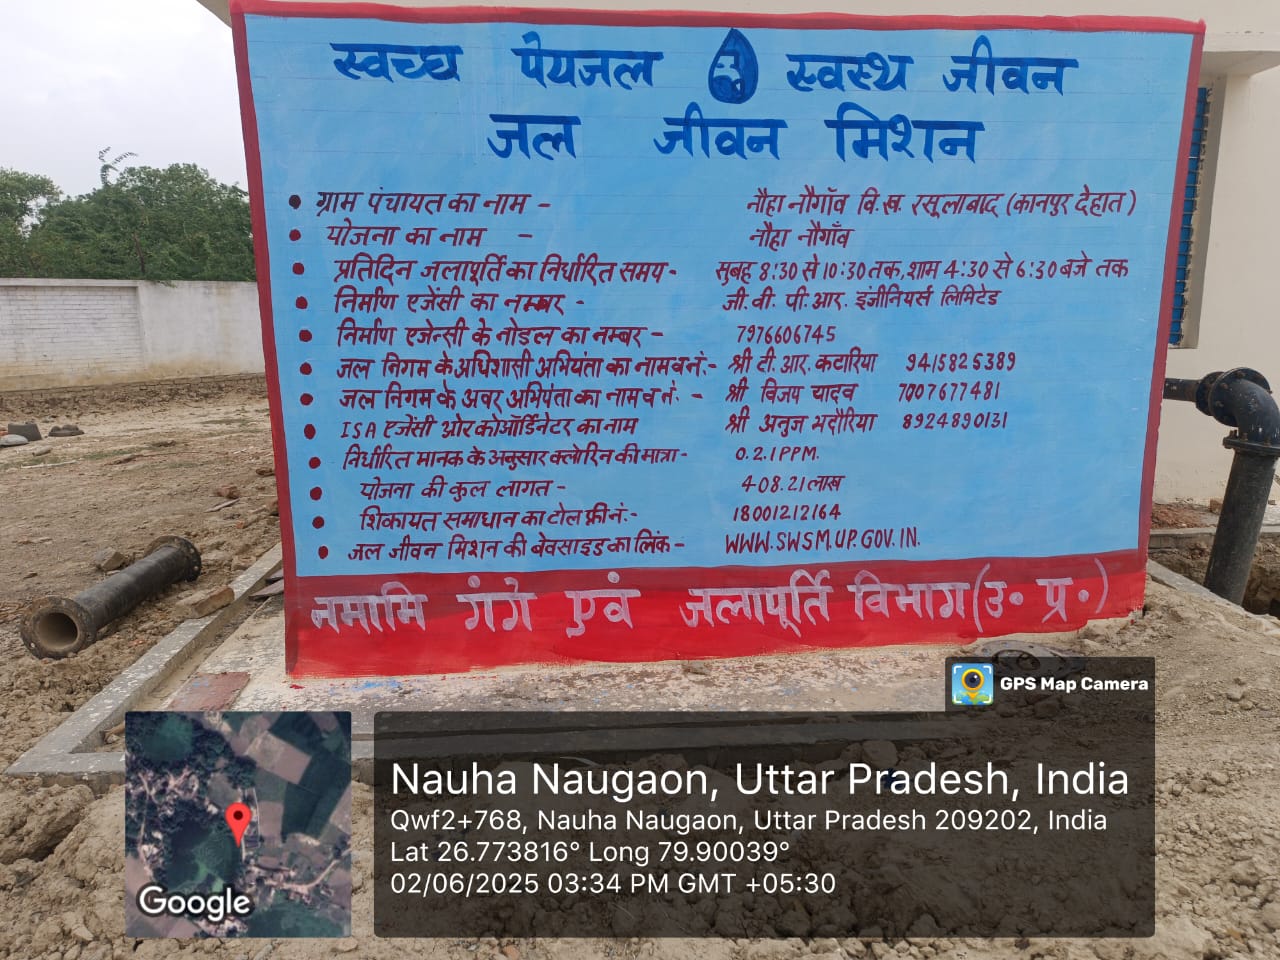 स्वच्छ पेयजल स्वस्थ जीवन
जल जीवन मिशन
• ग्राम पंचायत का नाम - नौहा नौगाँव वि.ख. रसूलाबाद (कानपुर देहात)
• योजना का नाम - नौहा नौगाँव
• प्रतिदिन जलापूर्ति का निर्धारित समय - सुबह 8:30 से 10:30 तक, शाम 4:30 से 6:30 बजे तक
• निर्माण एजेंसी का नम्बर - जी. वी. पी. आर. इंजीनियर्स लिमिटेड
• निर्माण एजेन्सी के नोडल का नम्बर - 7976606745
• जल निगम के अधिशासी अभियंता का नाम व नं:- श्री टी. आर. कटारिया 9415825389
• जल निगम के अवर अभियंता का नाम व नं. - श्री विजय यादव 7007677481
• ISA एजेंसी ओर कोऑर्डिनेटर का नाम श्री अनुज भदौरिया 8924890131
• निर्धारित मानक के अनुसार क्लोरिन की मात्रा - 0.2.1 PPM.
• योजना की कुल लागत - 408.21 लाख
• शिकायत समाधान का टोल फ्री नं:- 18001212164
• जल जीवन मिशन की बेवसाइड का लिंक - WWW.SWSM.UP.GOV.IN.
नमामि गंगे एवं जलापूर्ति विभाग (उ॰ प्र॰)
GPS Map Camera
Nauha Naugaon, Uttar Pradesh, India
Qwf2+768, Nauha Naugaon, Uttar Pradesh 209202, India
Lat 26.773816° Long 79.90039°
02/06/2025 03:34 PM GMT +05:30
Google